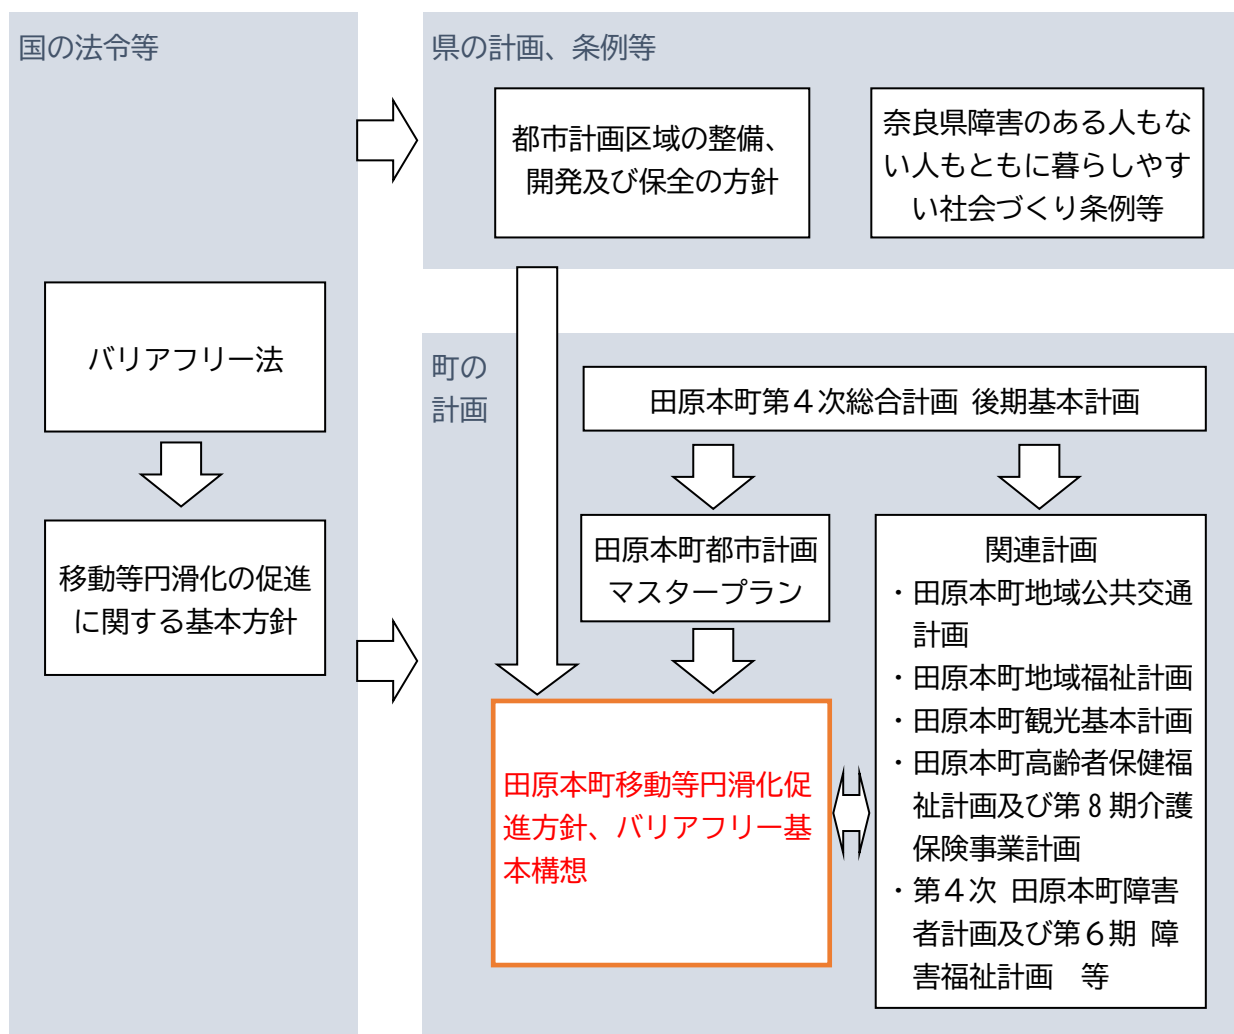 国の法令等
バリアフリー法
移動等円滑化の促進
に関する基本方針
県の計画、条例等
都市計画区域の整備、
開発及び保全の方針
奈良県障害のある人もな
い人もともに暮らしやす
い社会づくり条例等
町の
計画
田原本町第４次総合計画 後期基本計画
田原本町都市計画
マスタープラン
田原本町移動等円滑化促
進方針、バリアフリー基
本構想
関連計画
・田原本町地域公共交通
計画
・田原本町地域福祉計画
・田原本町観光基本計画
・田原本町高齢者保健福
祉計画及び第８期介護
保険事業計画
・第４次 田原本町障害
者計画及び第６期 障
害福祉計画　等